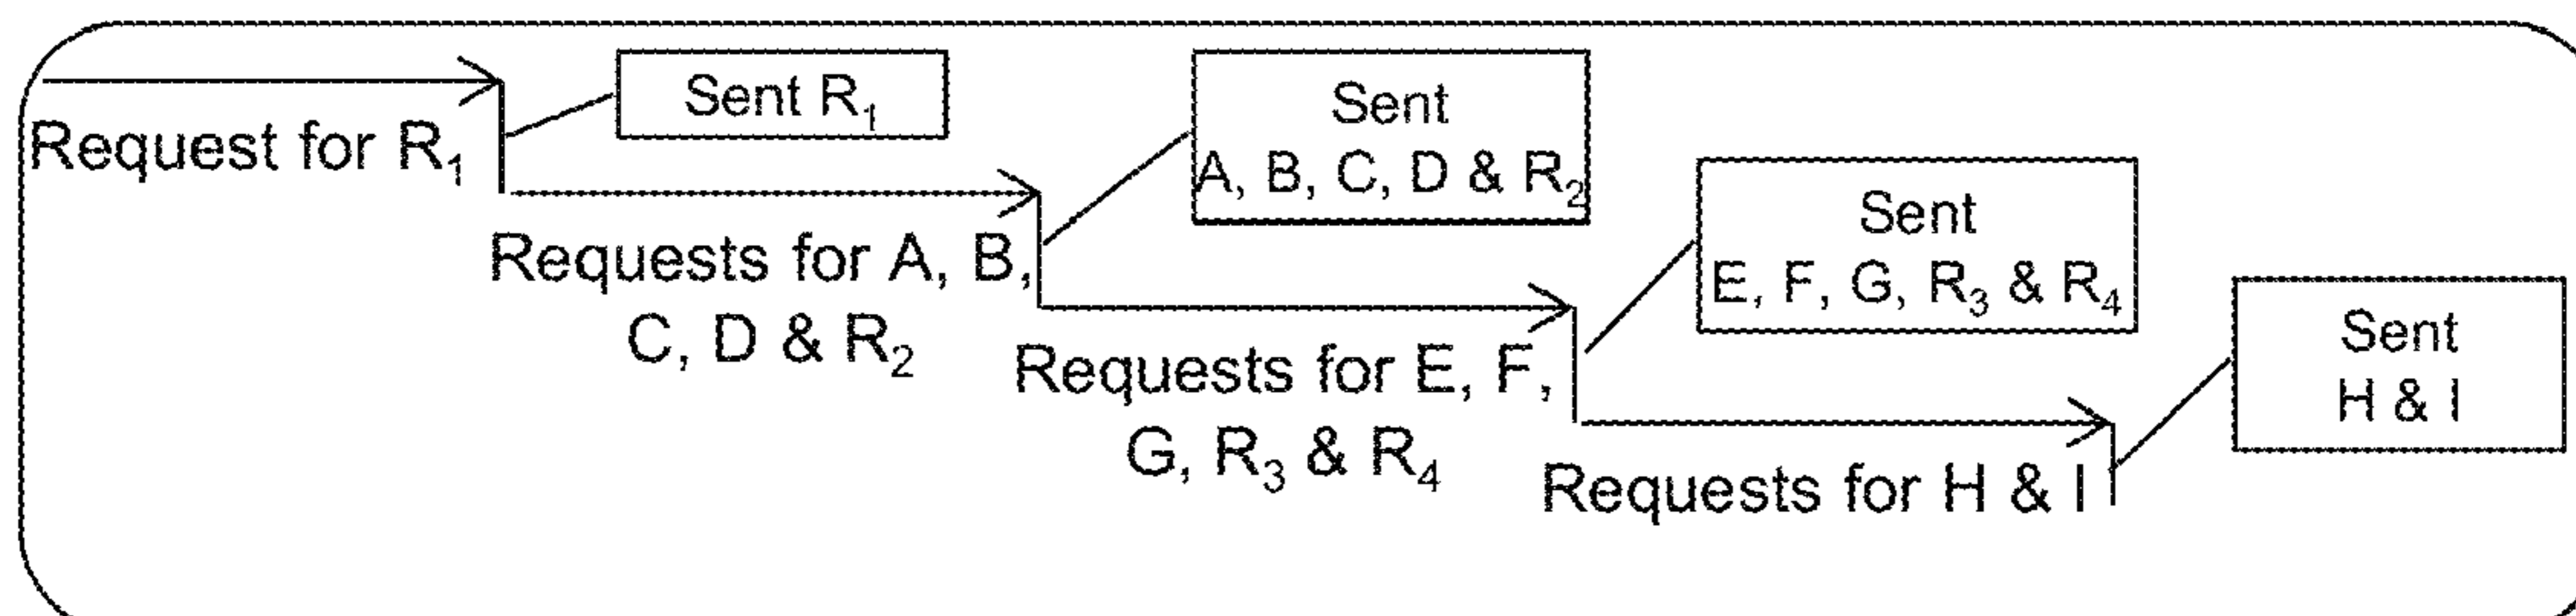 Request for R₁
Sent R₁
Requests for A, B,
C, D & R₂
Sent
A, B, C, D & R₂
Requests for E, F,
G, R₃ & R₄
Sent
E, F, G, R₃ & R₄
Requests for H & I
Sent
H & I